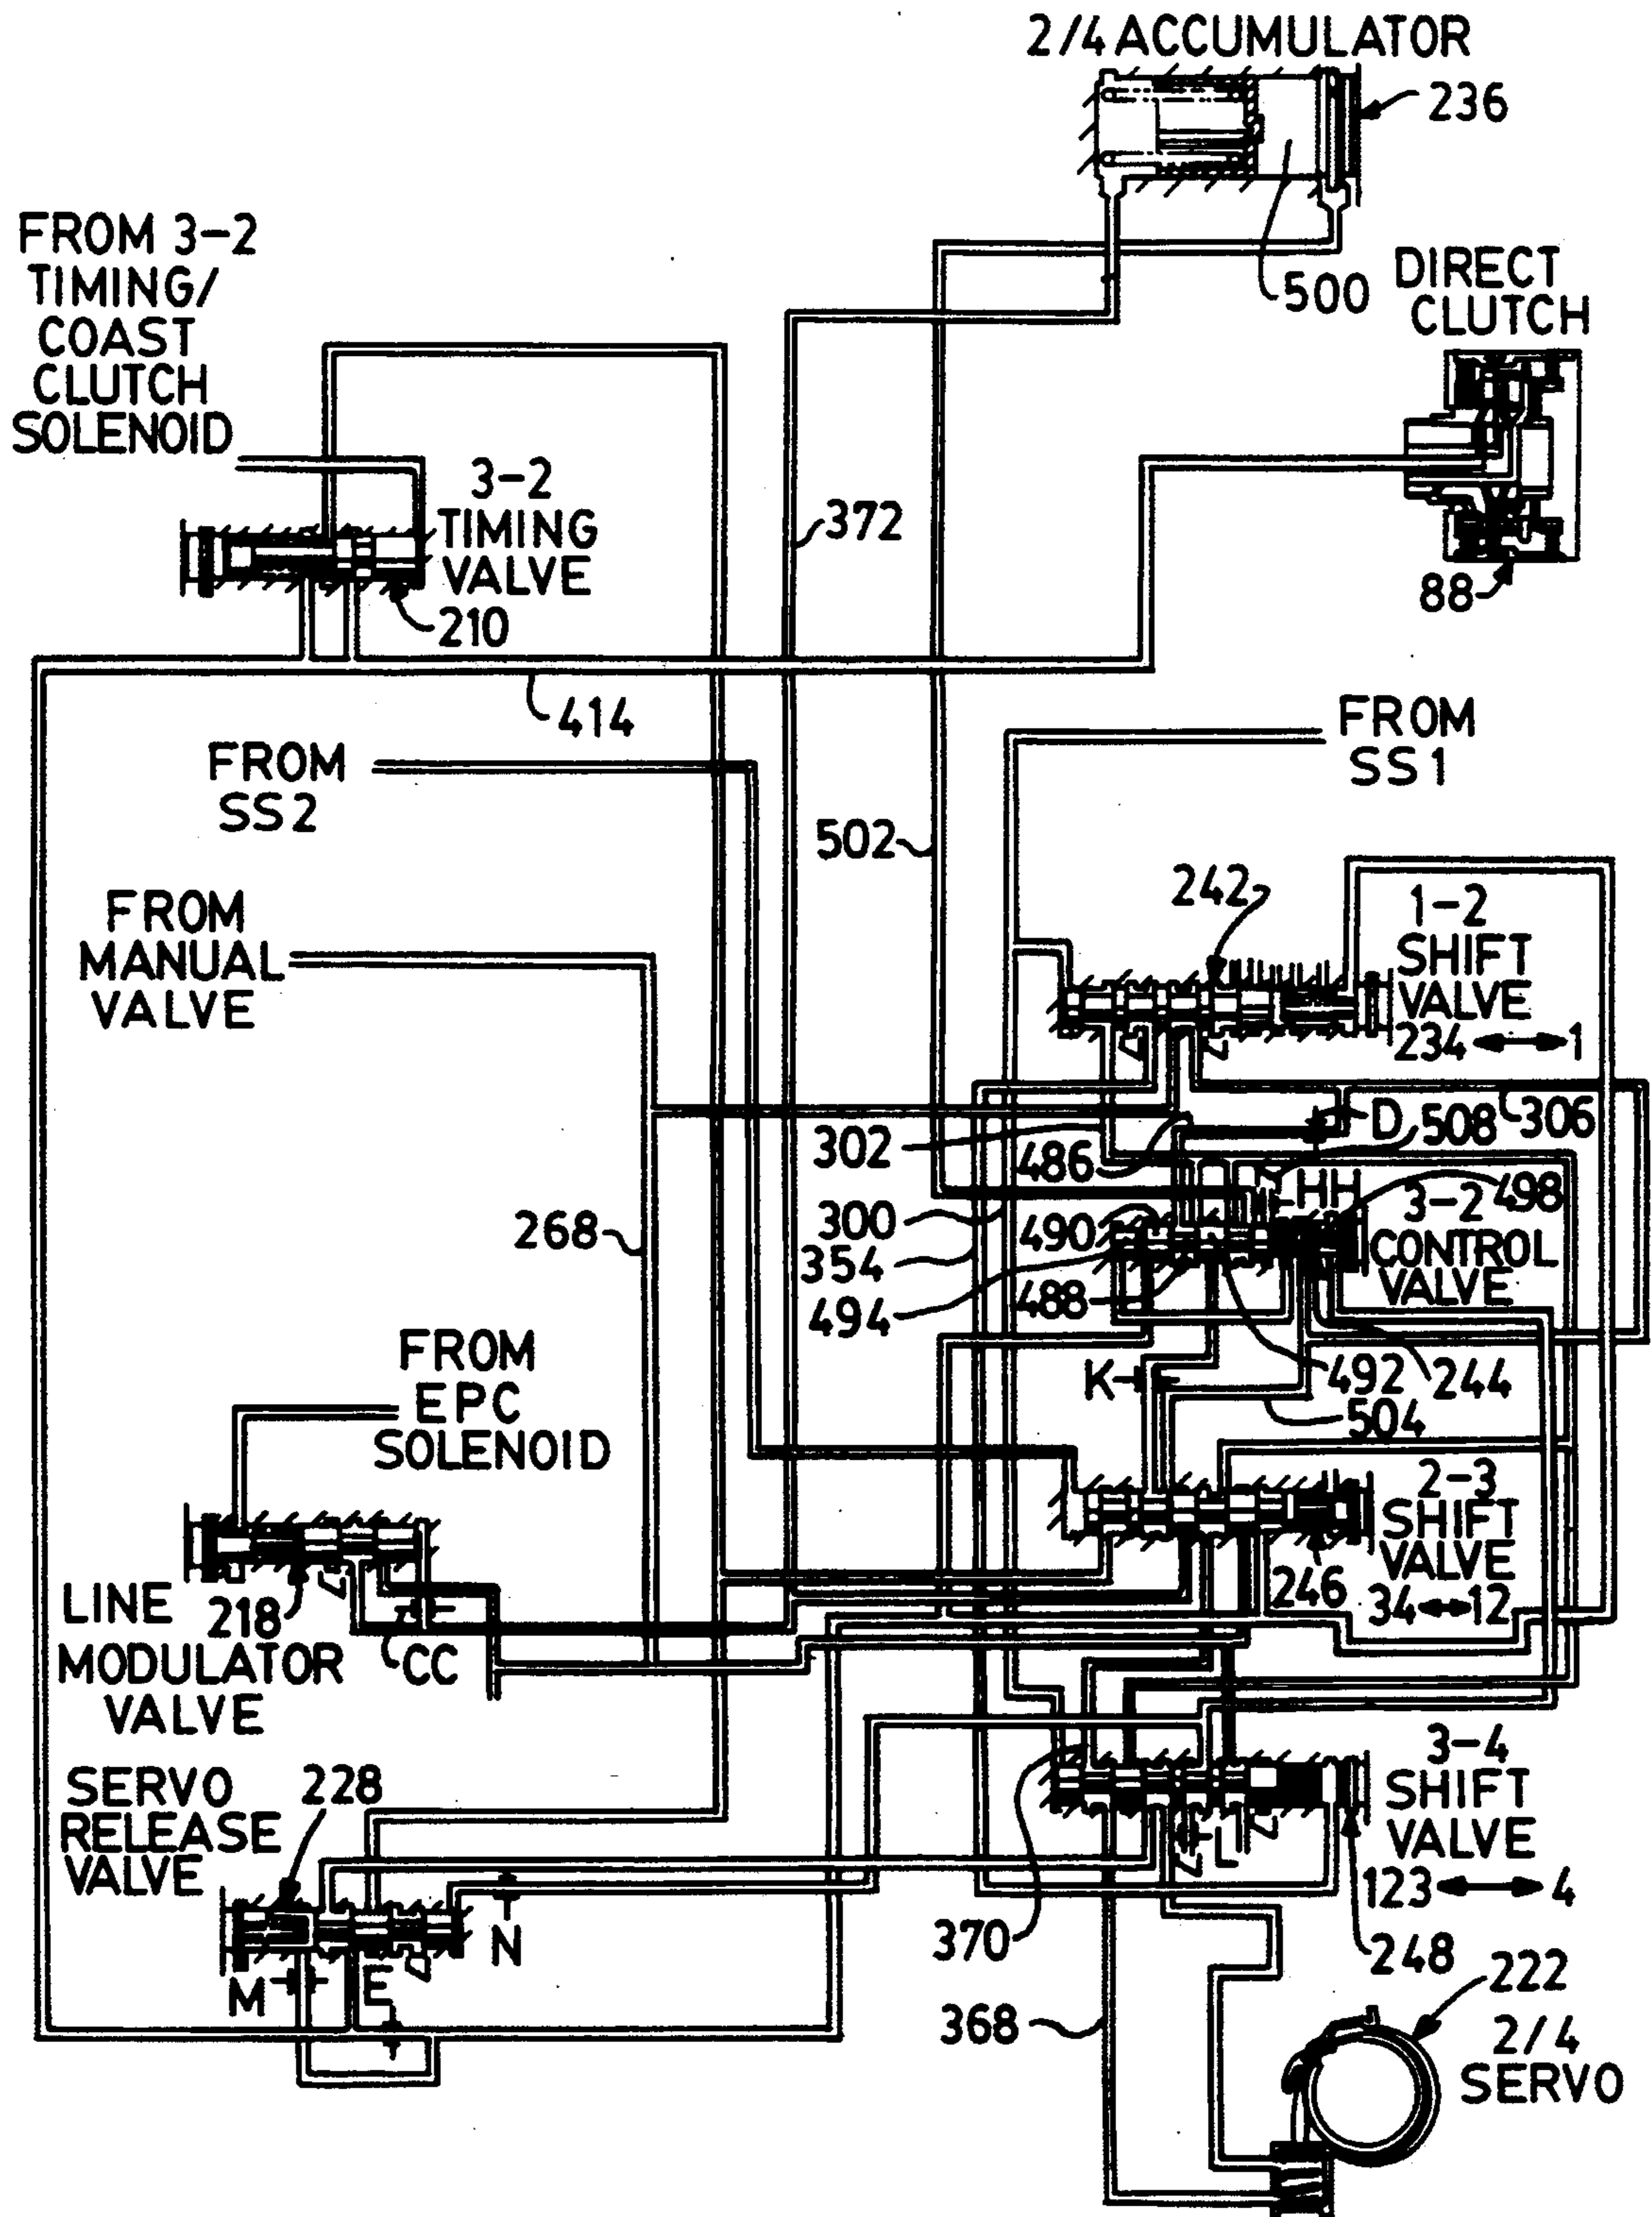 2/4 ACCUMULATOR
236
500
FROM 3-2
TIMING/
COAST
CLUTCH
SOLENOID
DIRECT
CLUTCH
88
3-2
TIMING
VALVE
210
372
414
FROM
SS2
FROM
SS1
502
FROM
MANUAL
VALVE
242
1-2
SHIFT
VALVE
234 1
302
486
D
508
306
HH
498
300
490
3-2
CONTROL
VALVE
268
354
494
488
492
244
K
504
FROM
EPC
SOLENOID
2-3
SHIFT
VALVE
246
34 12
LINE
MODULATOR
VALVE
218
CC
SERVO
RELEASE
VALVE
228
3-4
SHIFT
VALVE
123 4
L
370
248
N
M
E
368
222
2/4
SERVO